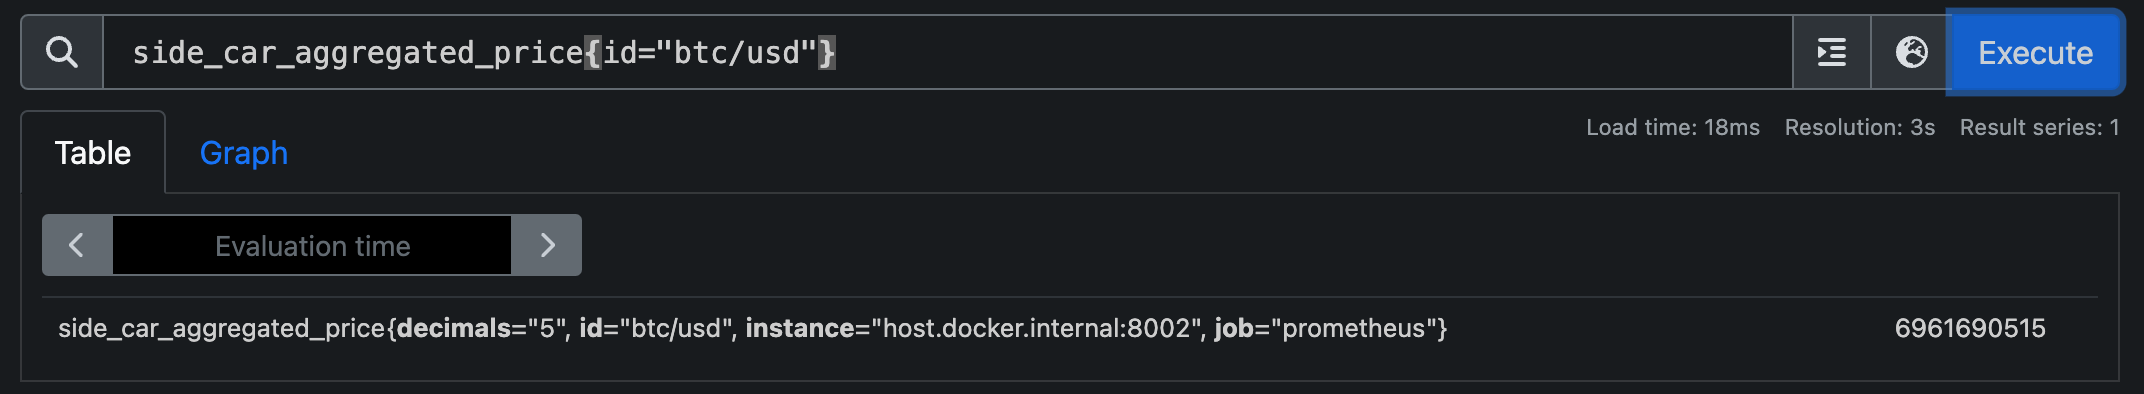 side_car_aggregated_price{id="btc/usd"}
Execute
Load time: 18ms Resolution: 3s Result series: 1
Table Graph
Evaluation time
side_car_aggregated_price{decimals="5", id="btc/usd", instance="host.docker.internal:8002", job="prometheus"} 6961690515